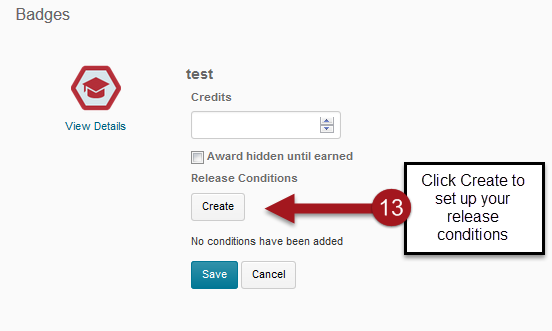 Badges
test
View Details
Credits
Award hidden until earned
Release Conditions
Create
13
Click Create to
set up your
release
conditions
No conditions have been added
Save
Cancel